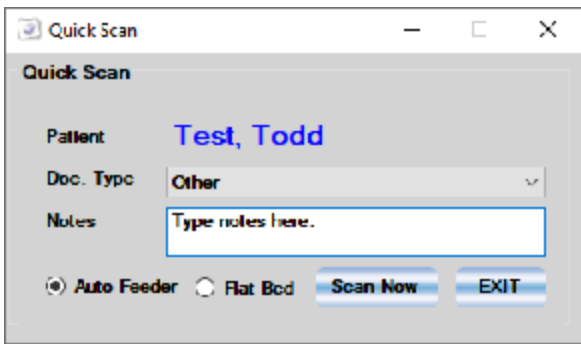 Quick Scan
Quick Scan
Patient Test, Todd
Doc. Type Other
Notes Type notes here.
Auto Feeder Flat Bed Scan Now EXIT